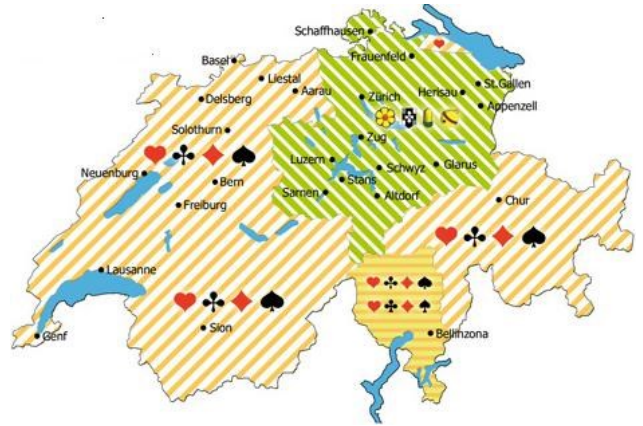 Schaffhausen
Frauenfeld
Basel
Liestal
St.Gallen
Herisau
Aarau
Zürich
Delsberg
Appenzell
Solothurn
Zug
Luzern
Schwyz
Glarus
Neuenburg
Stans
Bern
Sarnen
Altdorf
Chur
Freiburg
Lausanne
Sion
Bellinzona
Genf